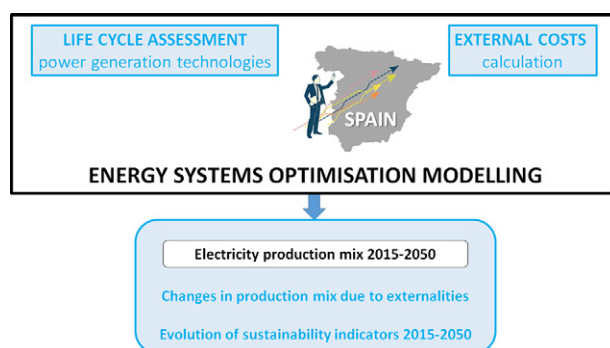 LIFE CYCLE ASSESSMENT
power generation technologies
EXTERNAL COSTS
calculation
SPAIN
ENERGY SYSTEMS OPTIMISATION MODELLING
Electricity production mix 2015-2050
Changes in production mix due to externalities
Evolution of sustainability indicators 2015-2050